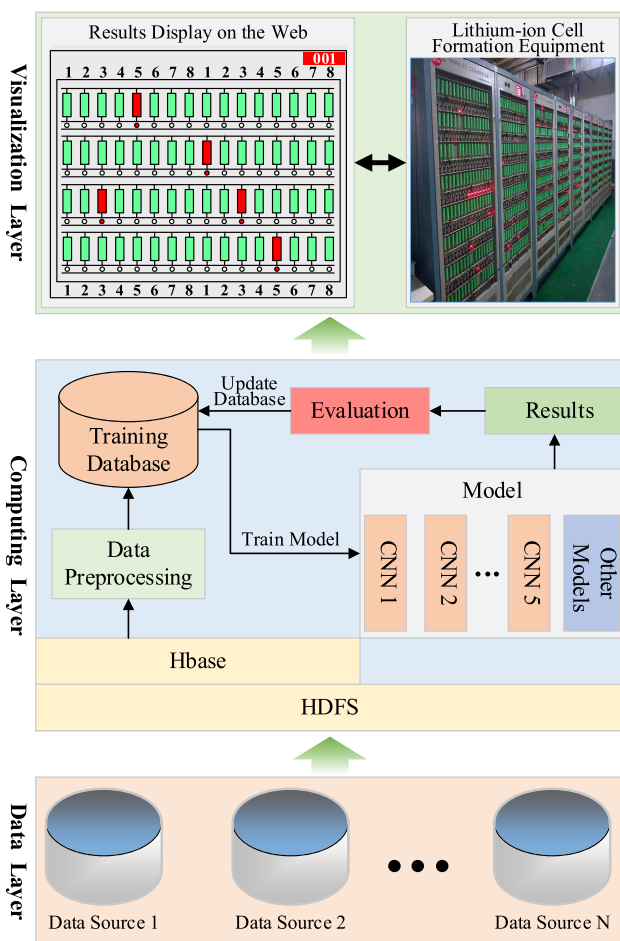 Visualization Layer
Results Display on the Web
001
1 2 3 4 5 6 7 8 1 2 3 4 5 6 7 8
1 2 3 4 5 6 7 8 1 2 3 4 5 6 7 8
Lithium-ion Cell
Formation Equipment
Computing Layer
Training
Database
Update
Database
Evaluation
Results
Data
Preprocessing
Train Model
Model
CNN 1
CNN 2
...
CNN 5
Other
Models
Hbase
HDFS
Data Layer
Data Source 1
Data Source 2
Data Source N